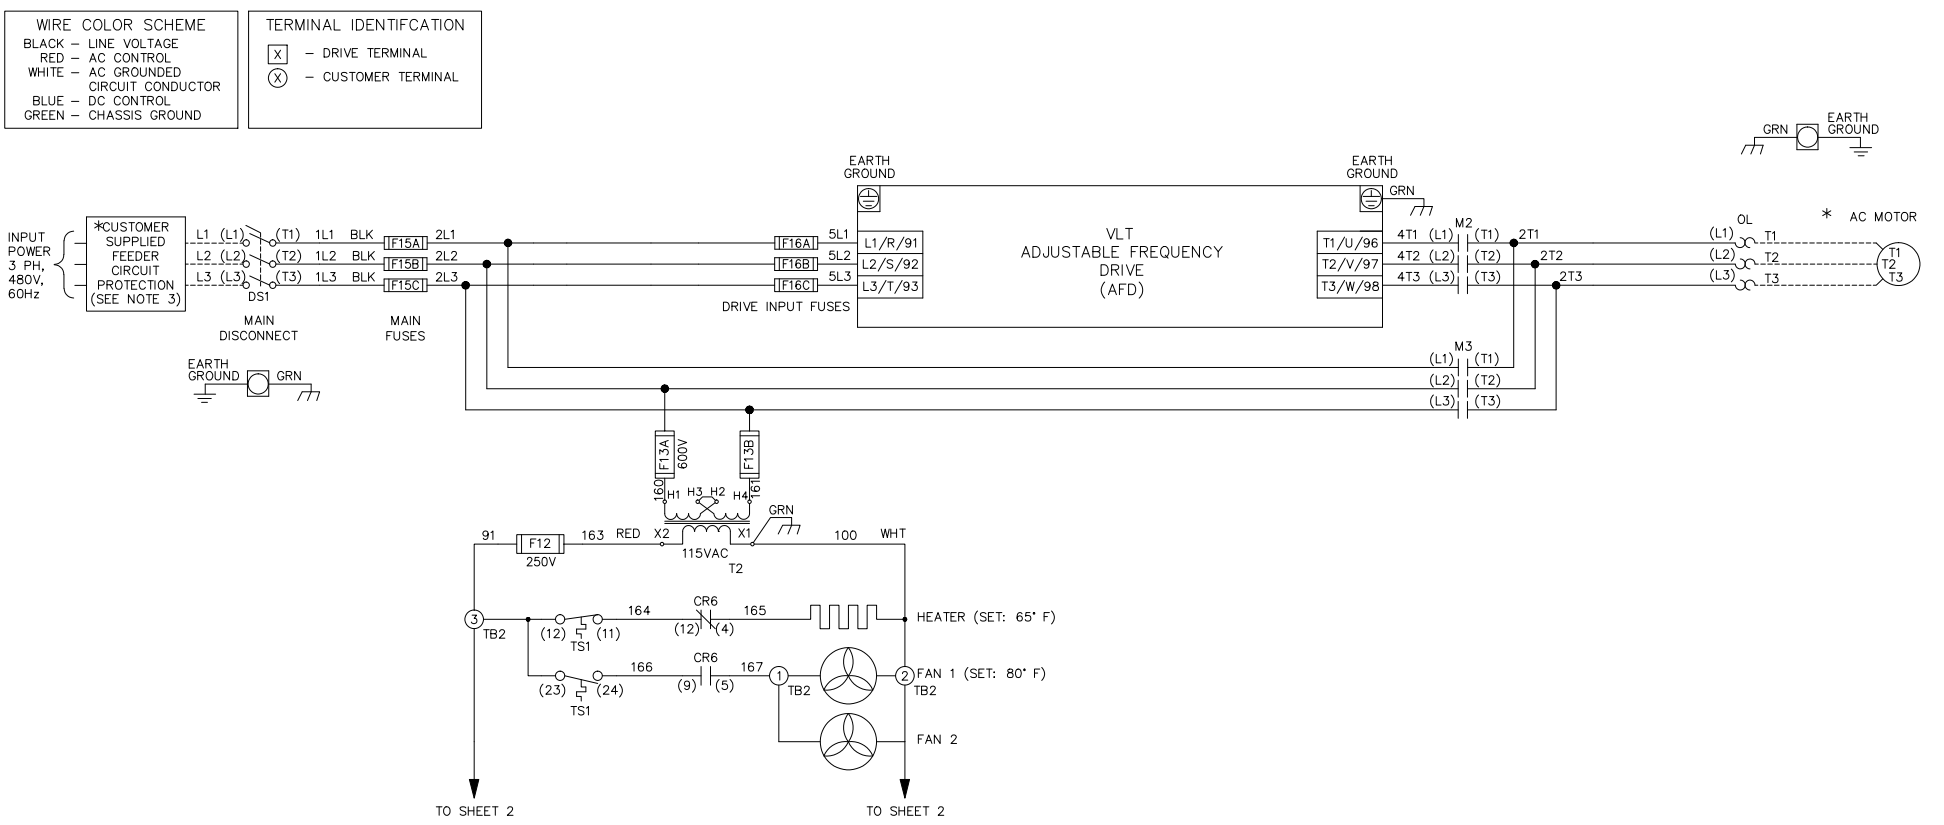 WIRE COLOR SCHEME
BLACK – LINE VOLTAGE
RED – AC CONTROL
WHITE – AC GROUNDED
CIRCUIT CONDUCTOR
BLUE – DC CONTROL
GREEN – CHASSIS GROUND
TERMINAL IDENTIFCATION
X – DRIVE TERMINAL
X – CUSTOMER TERMINAL
GRN
EARTH
GROUND
INPUT
POWER
3 PH,
480V,
60Hz
*CUSTOMER
SUPPLIED
FEEDER
CIRCUIT
PROTECTION
(SEE NOTE 3)
L1 (L1) (T1) 1L1 BLK F15A 2L1
L2 (L2) (T2) 1L2 BLK F15B 2L2
L3 (L3) (T3) 1L3 BLK F15C 2L3
DS1
MAIN
DISCONNECT
MAIN
FUSES
F16A 5L1
F16B 5L2
F16C 5L3
DRIVE INPUT FUSES
EARTH
GROUND
L1/R/91
L2/S/92
L3/T/93
VLT
ADJUSTABLE FREQUENCY
DRIVE
(AFD)
EARTH
GROUND
GRN
T1/U/96
T2/V/97
T3/W/98
M2
4T1 (L1) (T1) 2T1
4T2 (L2) (T2) 2T2
4T3 (L3) (T3) 2T3
OL
(L1) T1
(L2) T2
(L3) T3
* AC MOTOR
T1
T2
T3
M3
(L1) (T1)
(L2) (T2)
(L3) (T3)
EARTH
GROUND
GRN
F13A
600V
F13B
160
161
H1 H3 H2 H4
GRN
91 F12 163 RED X2 X1 100 WHT
250V
115VAC
T2
3
TB2
164 CR6 165
(12) (11) (12) (4)
TS1
HEATER (SET: 65° F)
166 CR6 167
(23) (24) (9) (5)
TS1
1
TB2
2
TB2
FAN 1 (SET: 80° F)
FAN 2
TO SHEET 2
TO SHEET 2